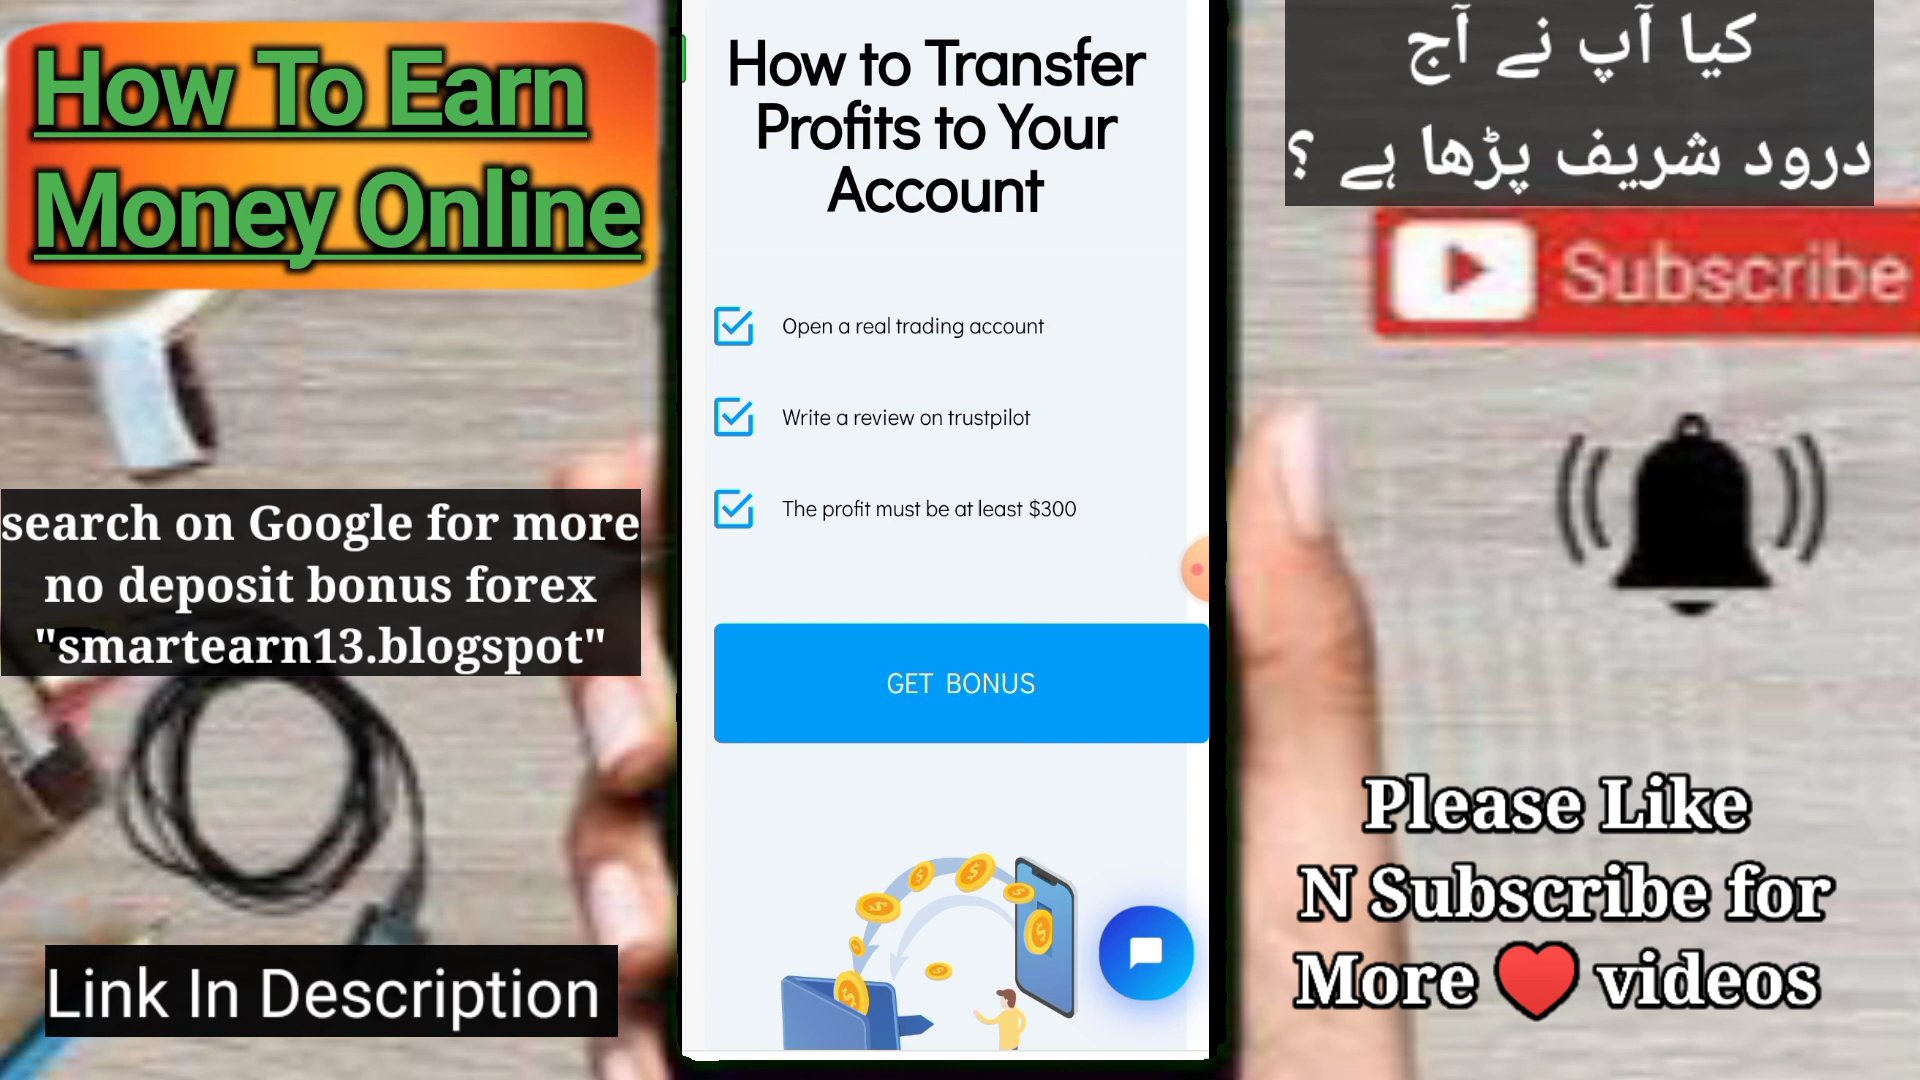 How To Earn
Money Online
search on Google for more
no deposit bonus forex
"smartearn13.blogspot"
Link In Description
How to Transfer
Profits to Your
Account
Open a real trading account
Write a review on trustpilot
The profit must be at least $300
GET BONUS
کیا آپ نے آج
درود شریف پڑھا ہے ؟
Subscribe
Please Like
N Subscribe for
More ❤ videos